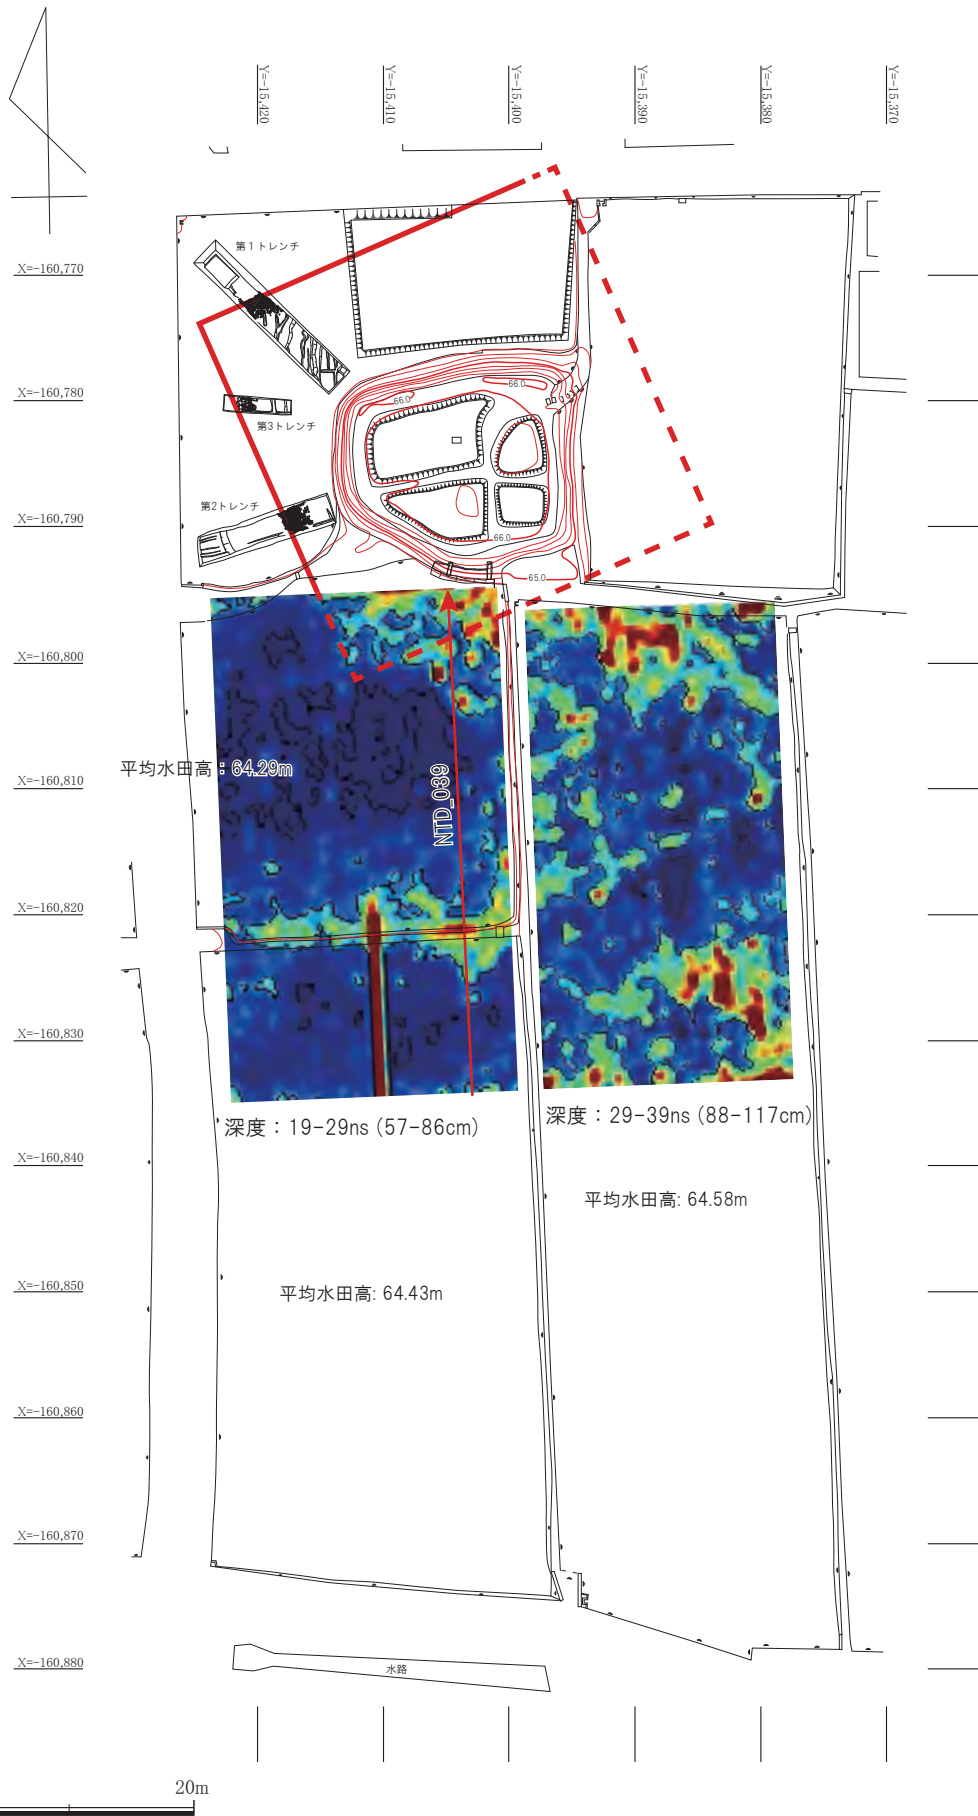 Y=-15,420
Y=-15,410
Y=-15,400
Y=-15,390
Y=-15,380
Y=-15,370
第1トレンチ
X=-160,770
66.0
X=-160,780
66.0
第3トレンチ
第2トレンチ
X=-160,790
66.0
65.0
X=-160,800
平均水田高：64.29m
NTD_039
X=-160,810
X=-160,820
X=-160,830
深度：19-29ns (57-86cm)
深度：29-39ns (88-117cm)
X=-160,840
平均水田高: 64.58m
X=-160,850
平均水田高: 64.43m
X=-160,860
X=-160,870
X=-160,880
水路
20m